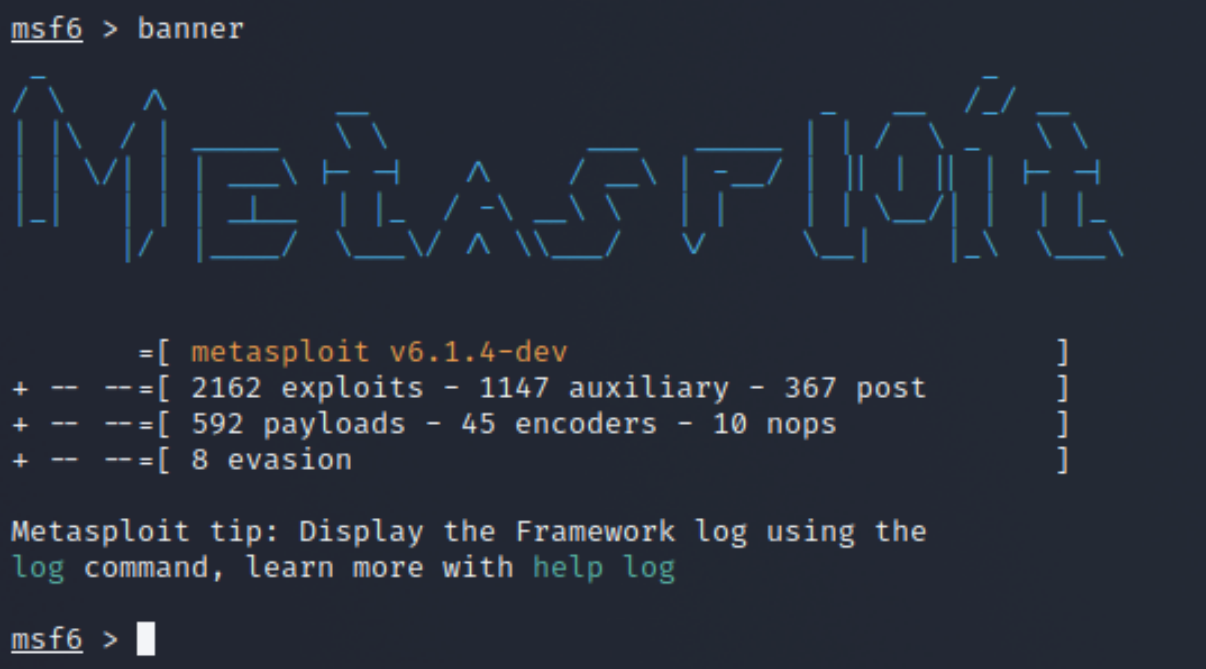 msf6 > banner
Metasploit
=[ metasploit v6.1.4-dev ]
+ -- --=[ 2162 exploits - 1147 auxiliary - 367 post ]
+ -- --=[ 592 payloads - 45 encoders - 10 nops ]
+ -- --=[ 8 evasion ]
Metasploit tip: Display the Framework log using the
log command, learn more with help log
msf6 >